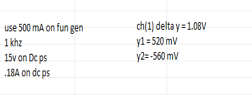 use 500 mA on fun gen
1 khz
15v on Dc ps
.18A on dc ps
ch(1) delta y = 1.08V
y1 = 520 mV
y2= -560 mV